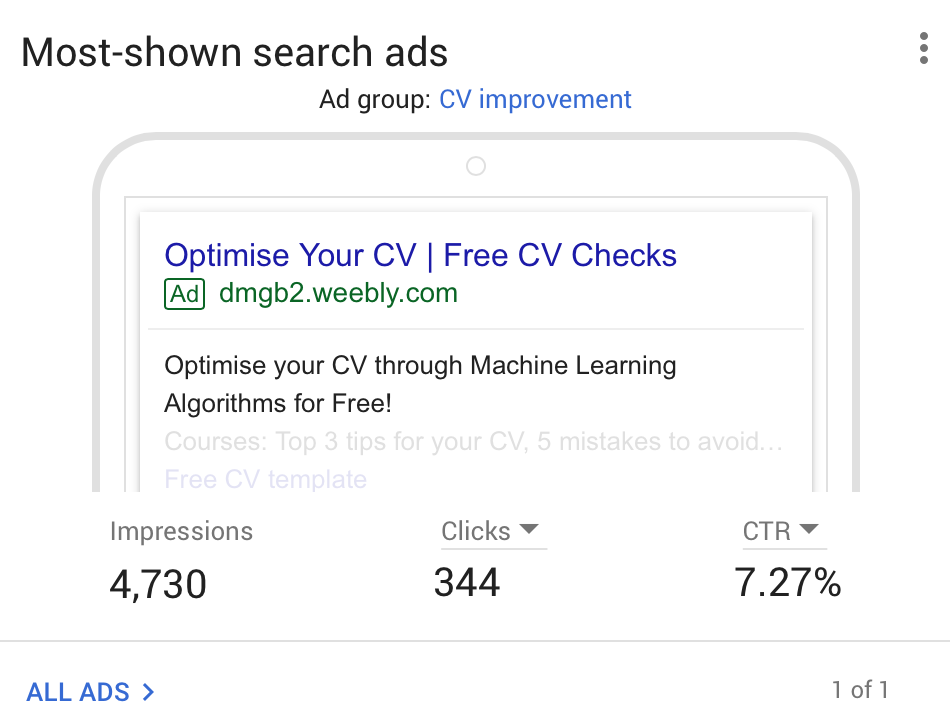 Most-shown search ads
Ad group: CV improvement
Optimise Your CV | Free CV Checks
Ad dmgb2.weebly.com
Optimise your CV through Machine Learning
Algorithms for Free!
Courses: Top 3 tips for your CV, 5 mistakes to avoid…
Free CV template
Impressions Clicks CTR
4,730 344 7.27%
ALL ADS 1 of 1